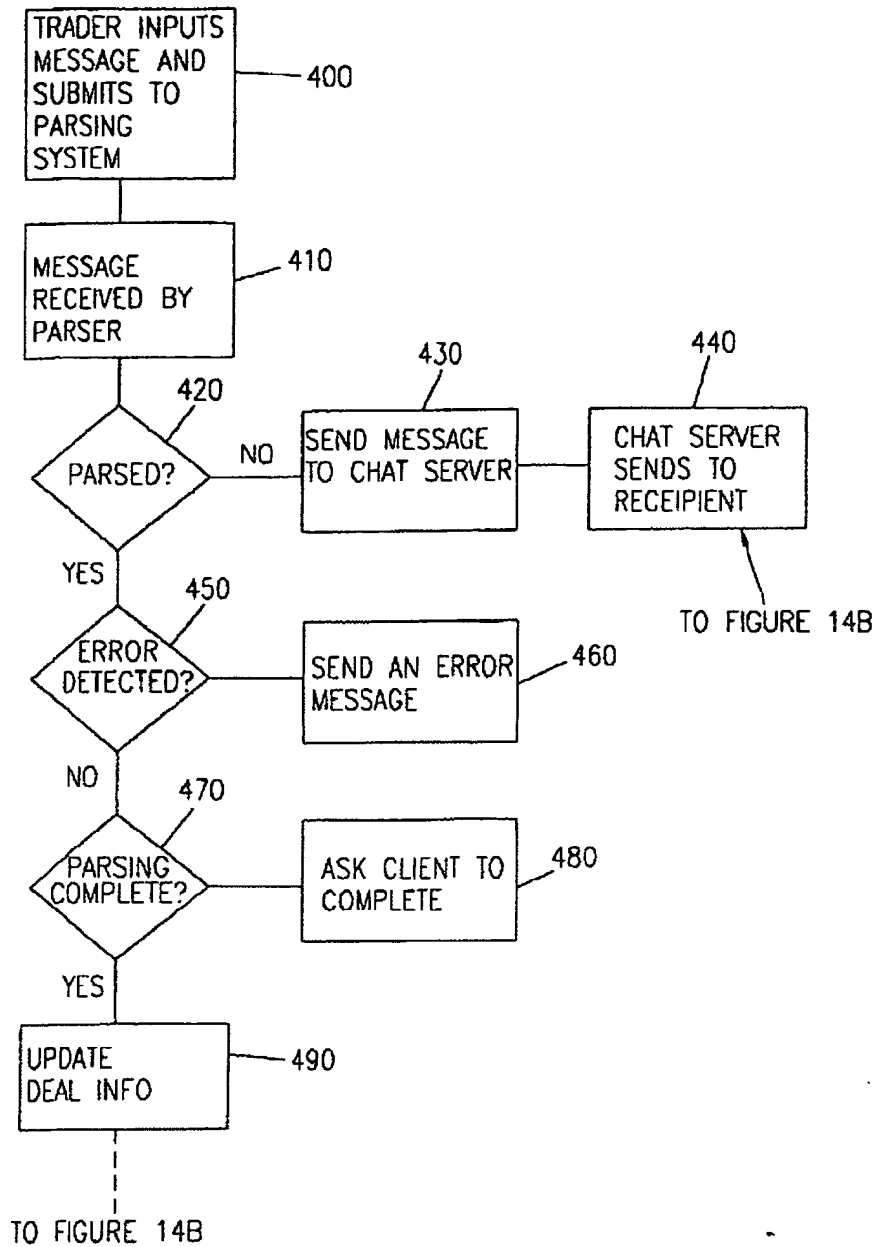 TRADER INPUTS
MESSAGE AND
SUBMITS TO
PARSING
SYSTEM
400
MESSAGE
RECEIVED BY
PARSER
410
420
PARSED?
NO
430
SEND MESSAGE
TO CHAT SERVER
440
CHAT SERVER
SENDS TO
RECEIPIENT
TO FIGURE 14B
YES
450
ERROR
DETECTED?
SEND AN ERROR
MESSAGE
460
NO
470
PARSING
COMPLETE?
ASK CLIENT TO
COMPLETE
480
YES
UPDATE
DEAL INFO
490
TO FIGURE 14B